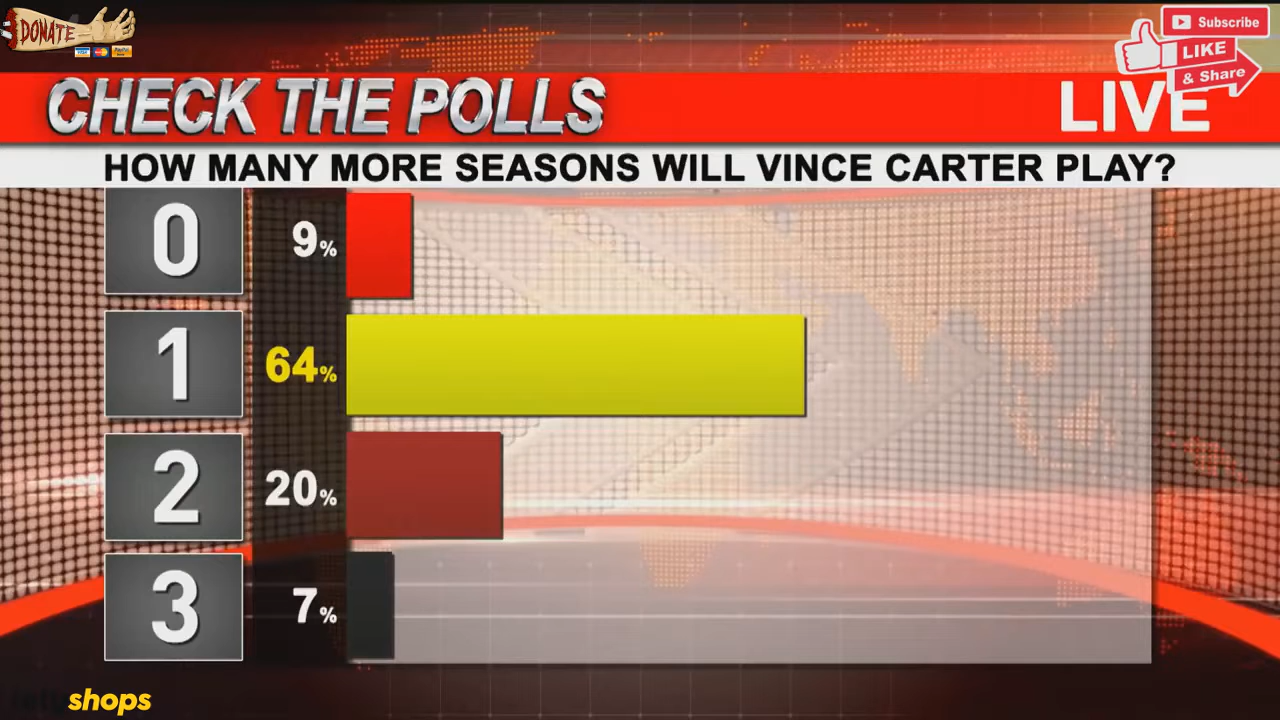 DONATE
VISA
Subscribe
LIKE
& Share
CHECK THE POLLS
LIVE
HOW MANY MORE SEASONS WILL VINCE CARTER PLAY?
0 9%
1 64%
2 20%
3 7%
shops